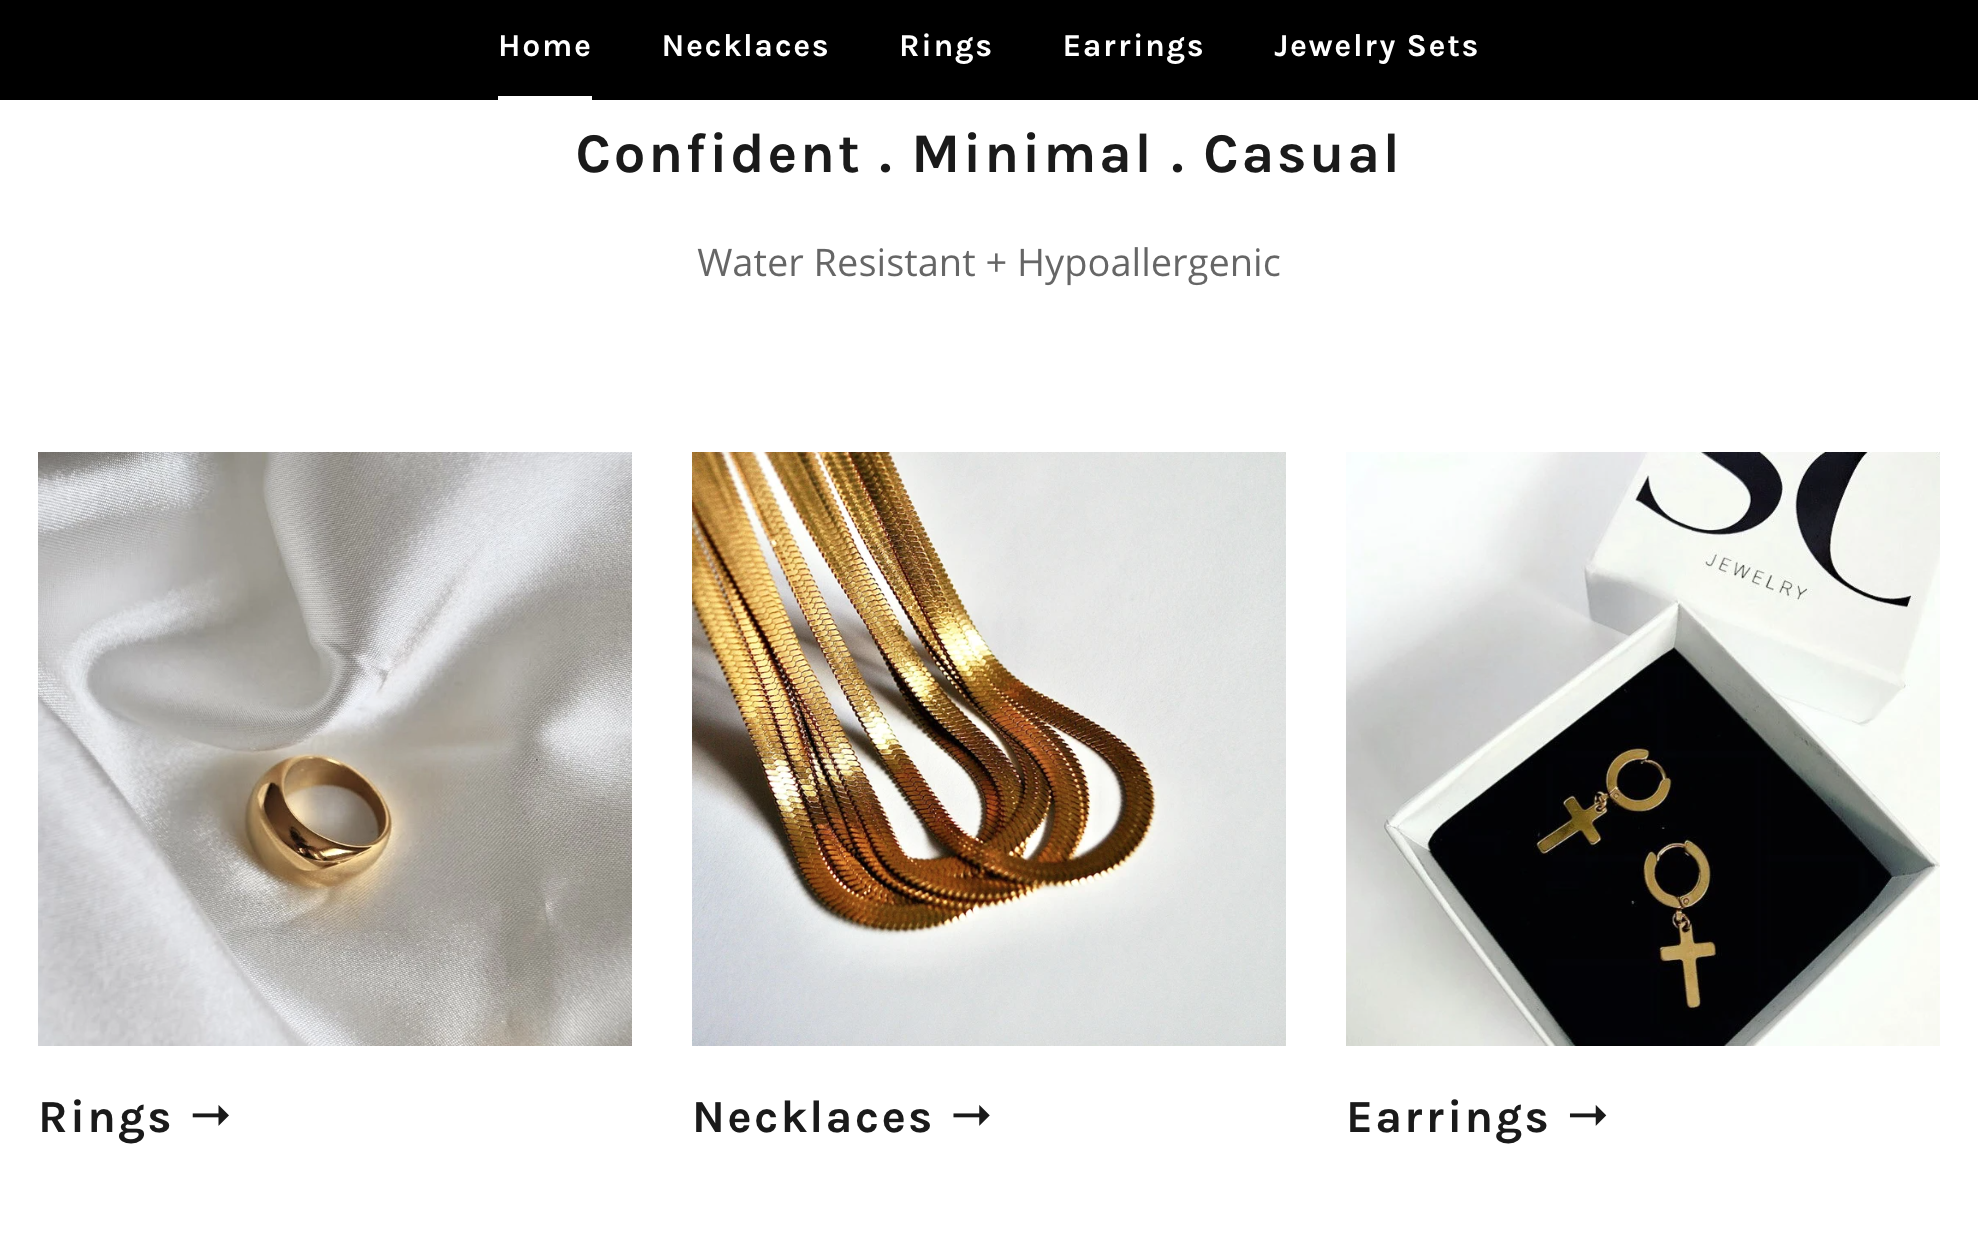 Home Necklaces Rings Earrings Jewelry Sets
Confident . Minimal . Casual
Water Resistant + Hypoallergenic
SC
JEWELRY
Rings →
Necklaces →
Earrings →